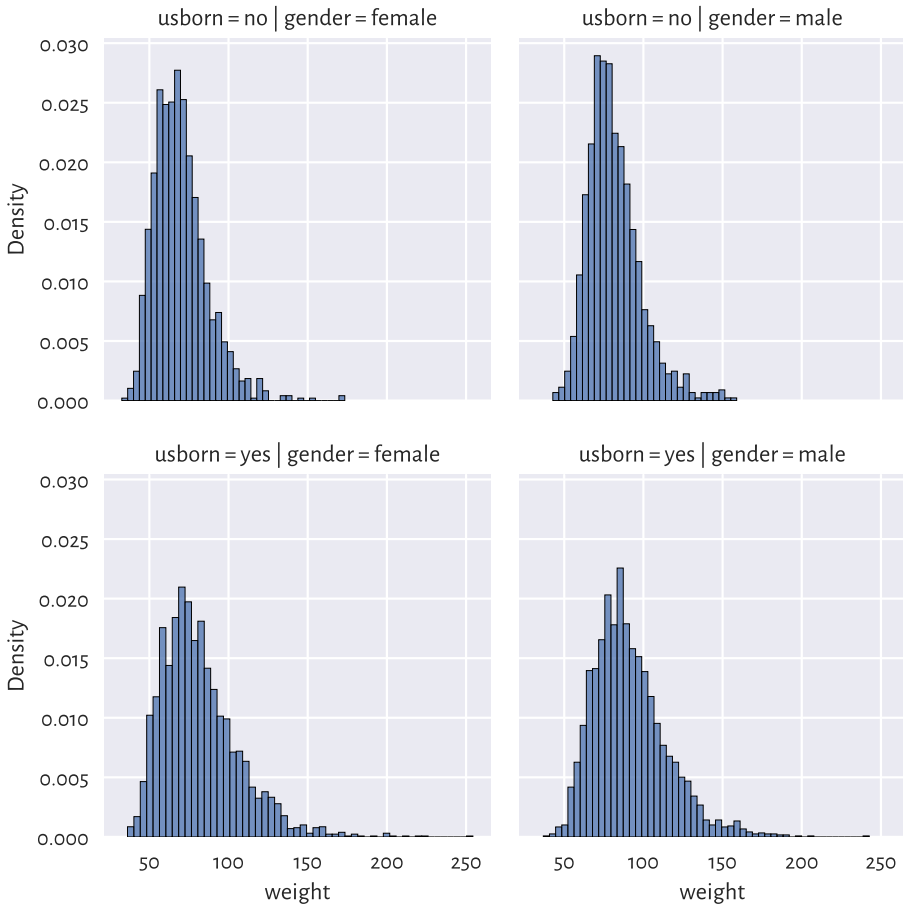 usborn = no | gender = female
usborn = no | gender = male
0.030
0.025
0.020
0.015
0.010
0.005
0.000
Density
usborn = yes | gender = female
usborn = yes | gender = male
0.030
0.025
0.020
0.015
0.010
0.005
0.000
Density
50 100 150 200 250
50 100 150 200 250
weight
weight